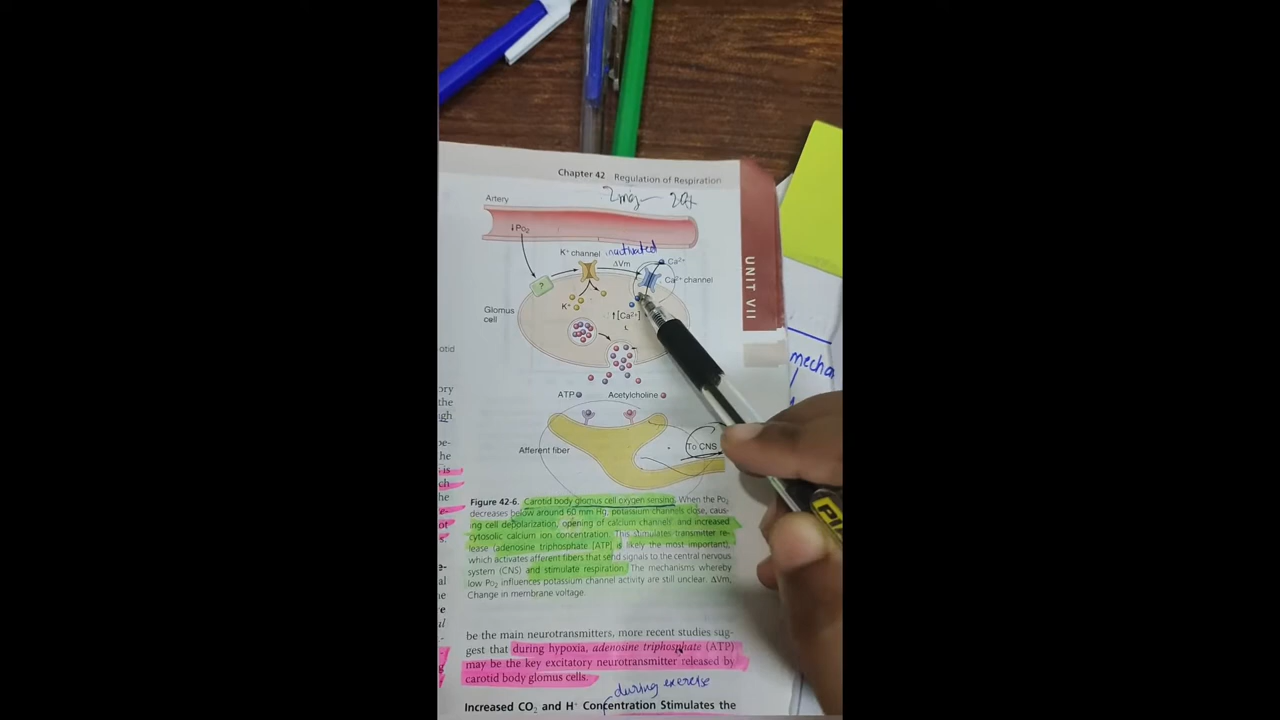 Chapter 42 Regulation of Respiration
Artery
↓Po2
K+ channel
inactivated
ΔVm
Ca2+
Ca2+ channel
?
K+
Glomus
cell
↑[Ca2+]
ATP
Acetylcholine
Afferent fiber
To CNS
UNIT VII
Figure 42-6. Carotid body glomus cell oxygen sensing. When the Po2
decreases below around 60 mm Hg, potassium channels close, caus-
ing cell depolarization, opening of calcium channels and increased
cytosolic calcium ion concentration. This stimulates transmitter re-
lease (adenosine triphosphate [ATP] is likely the most important),
which activates afferent fibers that send signals to the central nervous
system (CNS) and stimulate respiration. The mechanisms whereby
low Po2 influences potassium channel activity are still unclear. ΔVm,
Change in membrane voltage.
be the main neurotransmitters, more recent studies sug-
gest that during hypoxia, adenosine triphosphate (ATP)
may be the key excitatory neurotransmitter released by
carotid body glomus cells.
during exercise
Increased CO2 and H+ Concentration Stimulates the
mecha